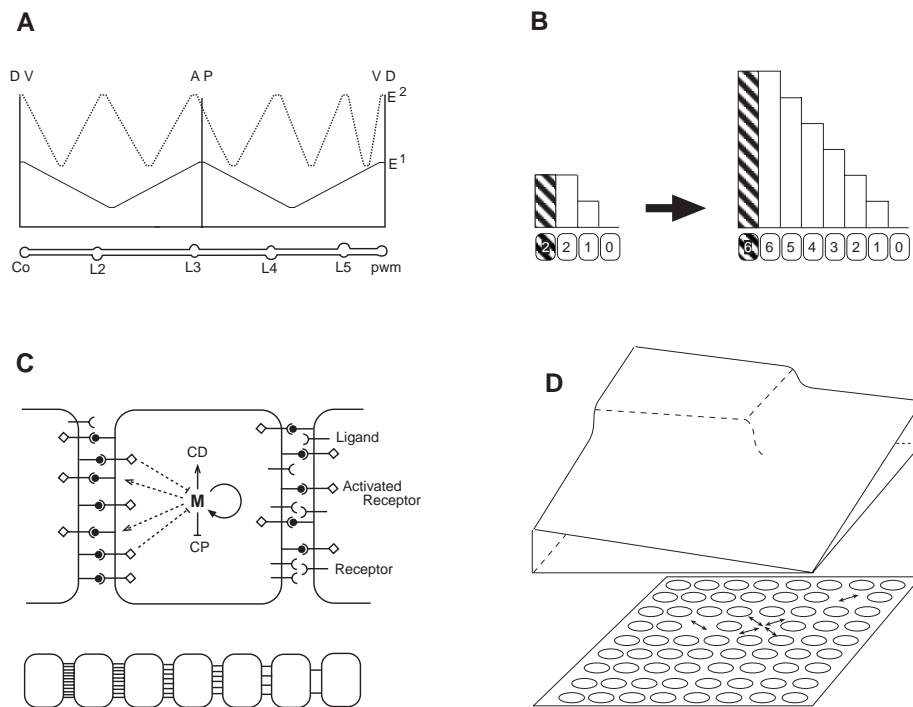 A
D V
A P
V D
E2
E1
Co
L2
L3
L4
L5
pwm
B
2 2 1 0
6 6 5 4 3 2 1 0
C
CD
M
CP
Ligand
Activated
Receptor
Receptor
D